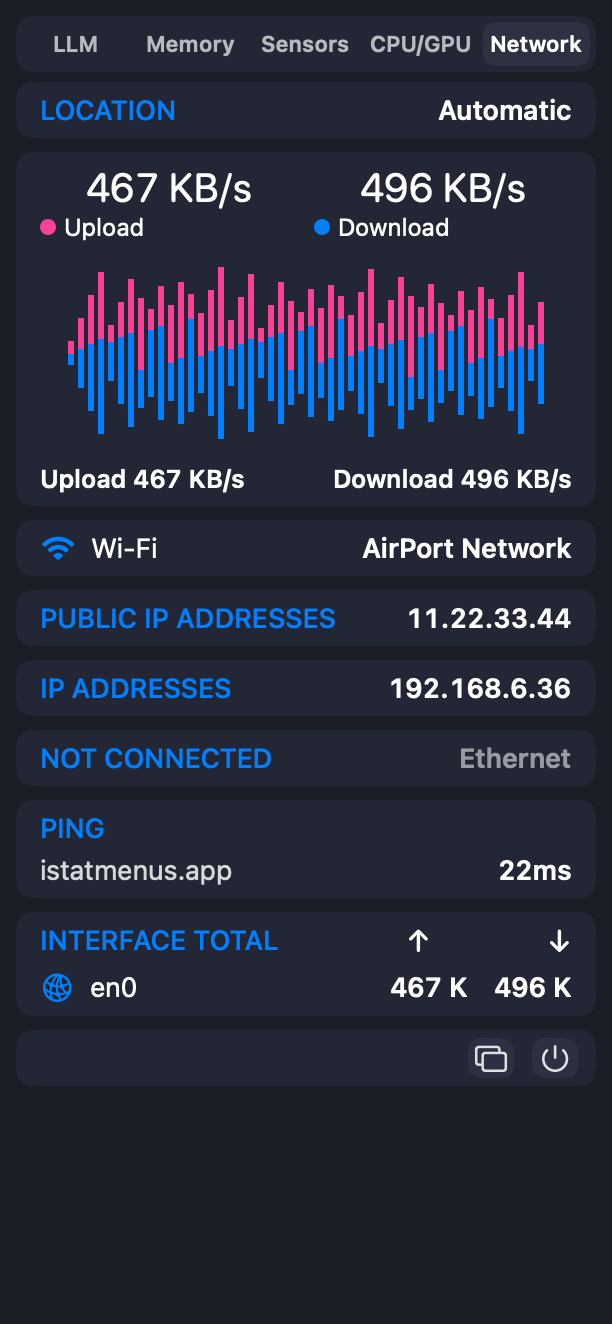 LLM Memory Sensors CPU/GPU Network
LOCATION Automatic
467 KB/s 496 KB/s
Upload Download
Upload 467 KB/s Download 496 KB/s
Wi-Fi AirPort Network
PUBLIC IP ADDRESSES 11.22.33.44
IP ADDRESSES 192.168.6.36
NOT CONNECTED Ethernet
PING
istatmenus.app 22ms
INTERFACE TOTAL ↑ ↓
en0 467 K 496 K